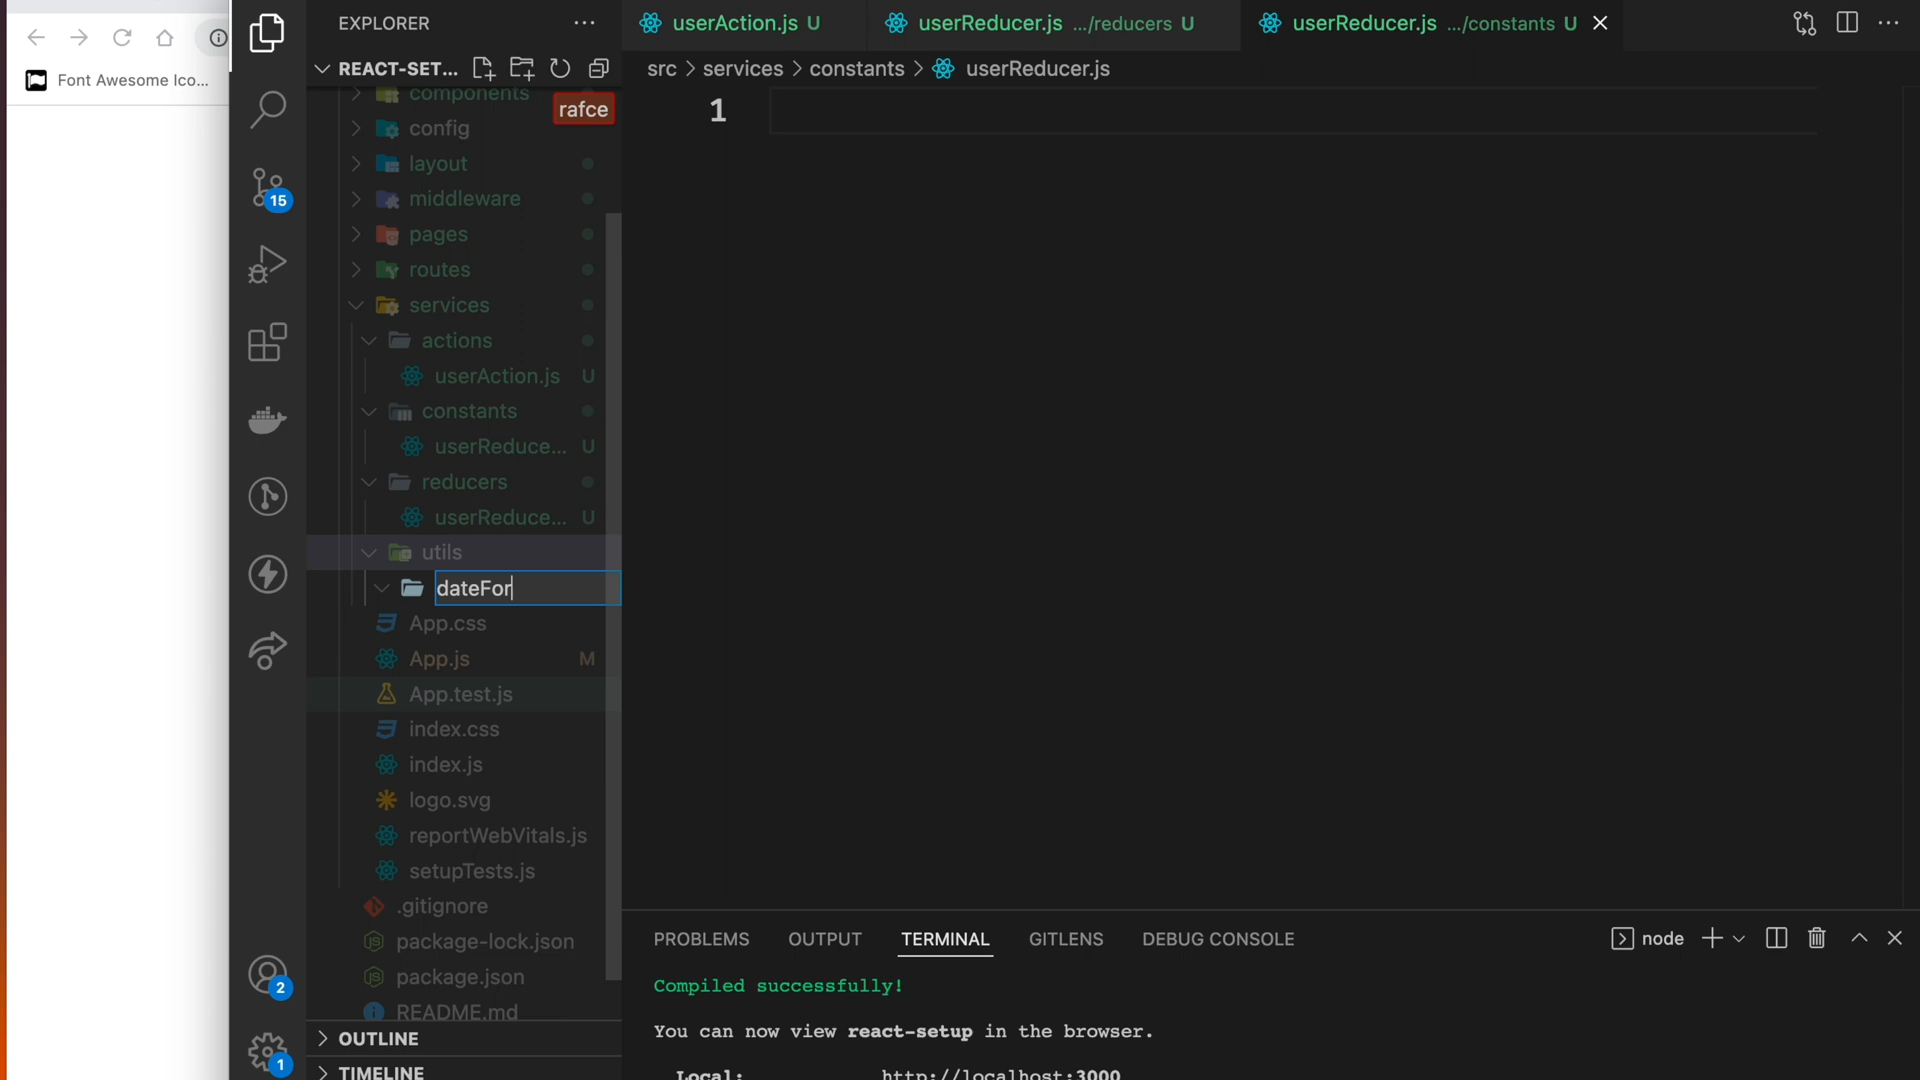 Font Awesome Ico...
EXPLORER
REACT-SET...
components
rafce
config
layout
middleware
pages
routes
services
actions
userAction.js U
constants
userReduce... U
reducers
userReduce... U
utils
dateFor
App.css
App.js M
App.test.js
index.css
index.js
logo.svg
reportWebVitals.js
setupTests.js
.gitignore
package-lock.json
package.json
README.md
OUTLINE
TIMELINE
15
2
1
userAction.js U
userReducer.js .../reducers U
userReducer.js .../constants U
src > services > constants > userReducer.js
1
PROBLEMS OUTPUT TERMINAL GITLENS DEBUG CONSOLE
node
Compiled successfully!
You can now view react-setup in the browser.
Local: http://localhost:3000